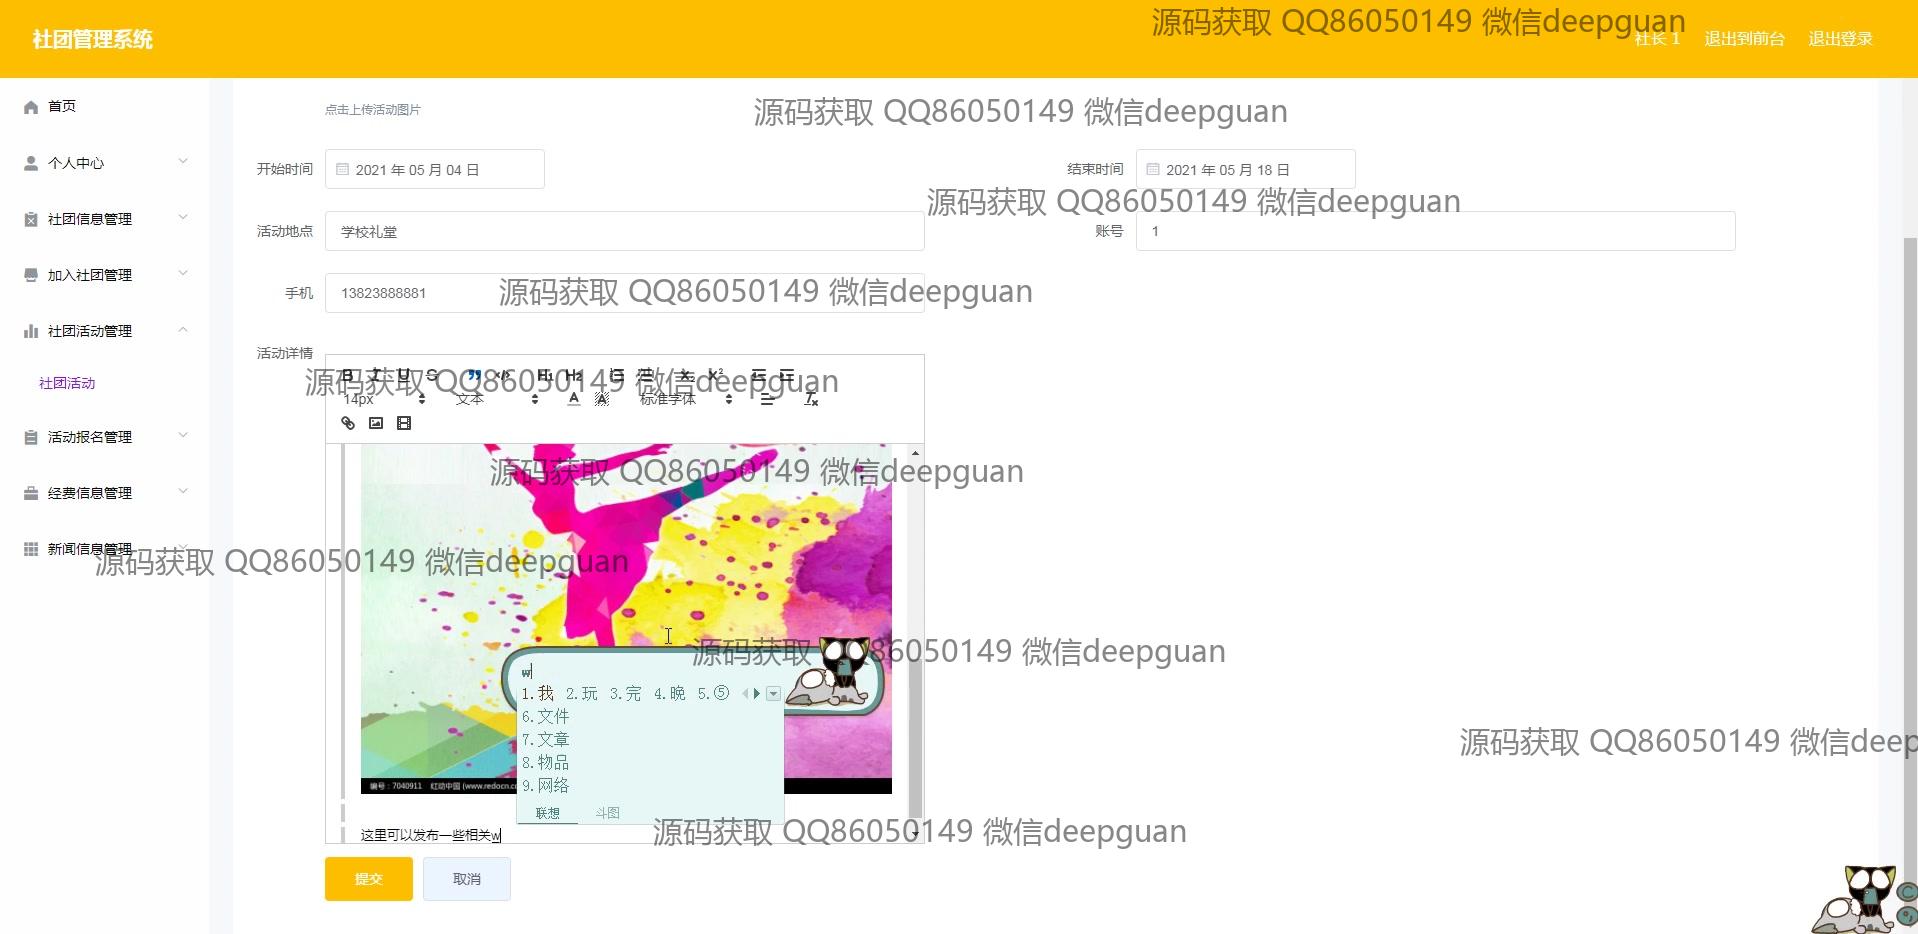 社团管理系统
源码获取 QQ86050149 微信deepguan
社长 1
退出到前台
退出登录
首页
点击上传活动图片
源码获取 QQ86050149 微信deepguan
个人中心
开始时间
2021 年 05 月 04 日
结束时间
2021 年 05 月 18 日
源码获取 QQ86050149 微信deepguan
社团信息管理
活动地点
学校礼堂
账号
1
加入社团管理
手机
13823888881
源码获取 QQ86050149 微信deepguan
社团活动管理
活动详情
B I U S ” </> H1 H2 X2 X2
源码获取 QQ86050149 微信deepguan
社团活动
14px
文本
A
A
标准字体
Tx
活动报名管理
源码获取 QQ86050149 微信deepguan
经费信息管理
新闻信息管理
源码获取 QQ86050149 微信deepguan
源码获取 QQ86050149 微信deepguan
w
1.我 2.玩 3.完 4.晚 5.⑤
6.文件
7.文章
8.物品
9.网络
联想
斗图
源码获取 QQ86050149 微信deep
编号：7040911 红动中国 (www.redocn.c
这里可以发布一些相关w
源码获取 QQ86050149 微信deepguan
提交
取消